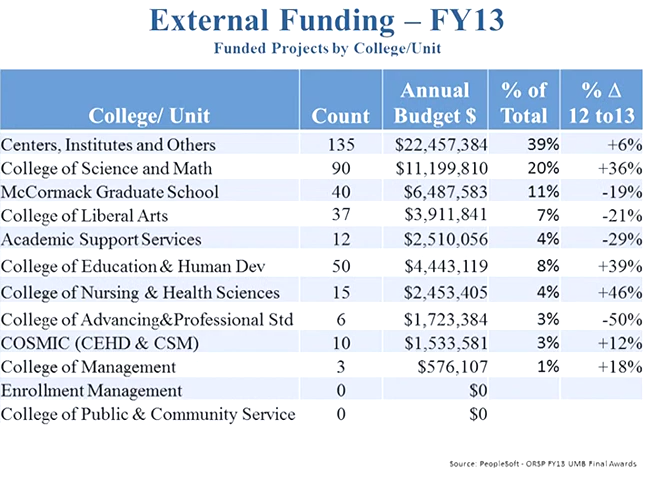 External Funding – FY13
Funded Projects by College/Unit
College/ Unit Count Annual Budget $ % of Total % Δ 12 to13
Centers, Institutes and Others 135 $22,457,384 39% +6%
College of Science and Math 90 $11,199,810 20% +36%
McCormack Graduate School 40 $6,487,583 11% -19%
College of Liberal Arts 37 $3,911,841 7% -21%
Academic Support Services 12 $2,510,056 4% -29%
College of Education & Human Dev 50 $4,443,119 8% +39%
College of Nursing & Health Sciences 15 $2,453,405 4% +46%
College of Advancing&Professional Std 6 $1,723,384 3% -50%
COSMIC (CEHD & CSM) 10 $1,533,581 3% +12%
College of Management 3 $576,107 1% +18%
Enrollment Management 0 $0
College of Public & Community Service 0 $0
Source: PeopleSoft - ORSP FY13 UMB Final Awards